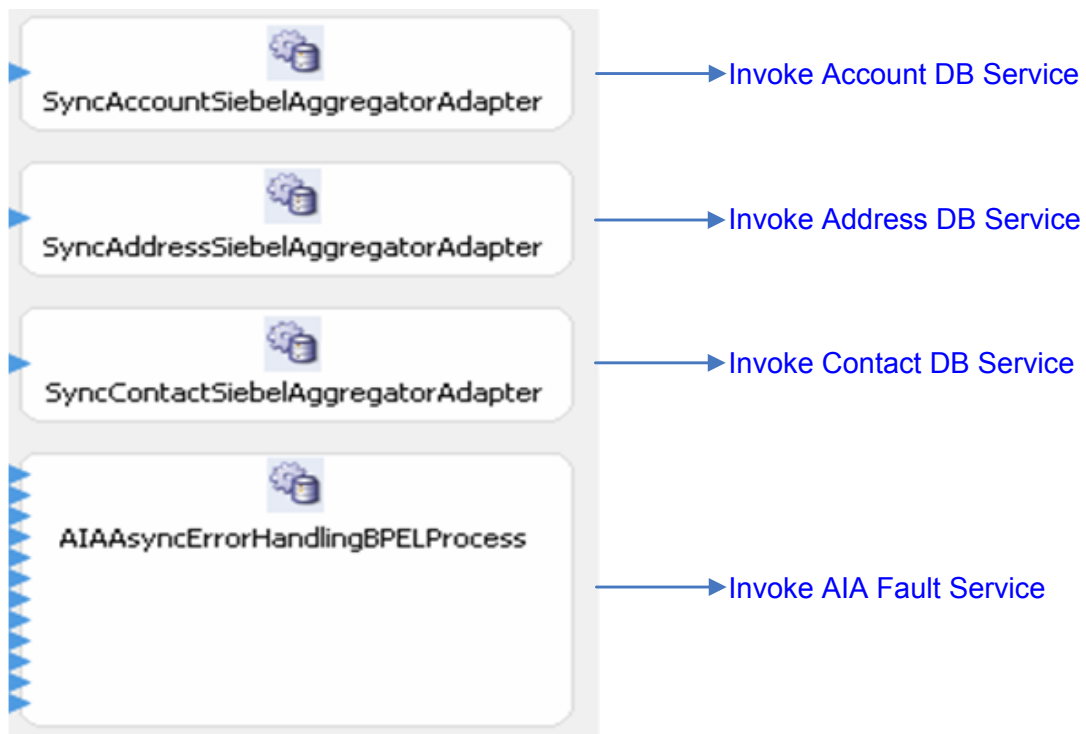 SyncAccountSiebelAggregatorAdapter
Invoke Account DB Service
SyncAddressSiebelAggregatorAdapter
Invoke Address DB Service
SyncContactSiebelAggregatorAdapter
Invoke Contact DB Service
AIAAsyncErrorHandlingBPELProcess
Invoke AIA Fault Service